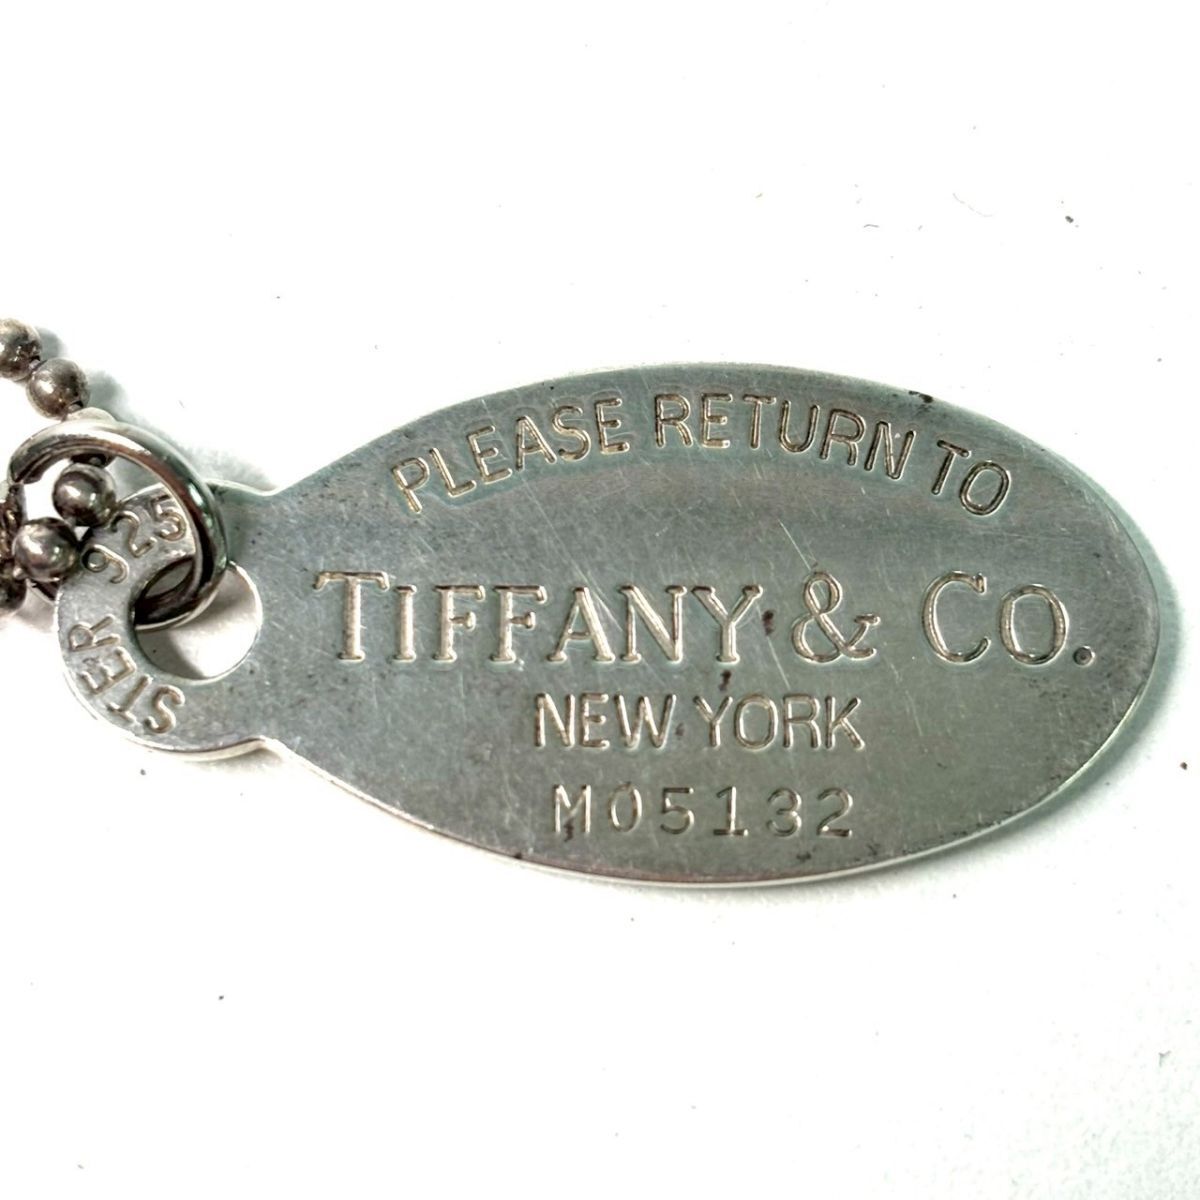 PLEASE RETURN TO
TIFFANY & CO.
NEW YORK
M05132
STER 925